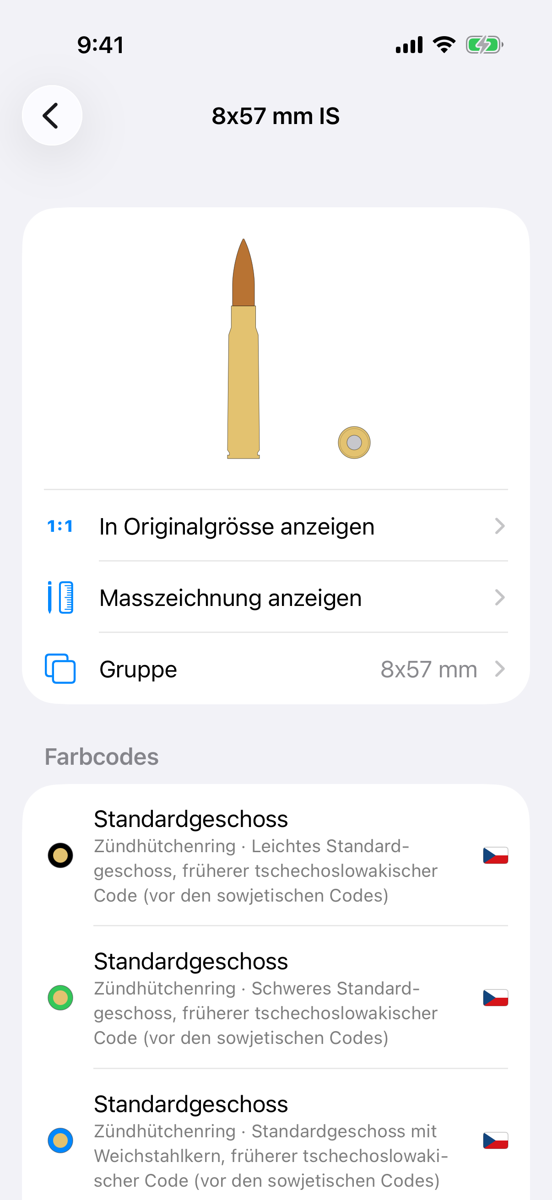 9:41
8x57 mm IS
1:1 In Originalgrösse anzeigen
Masszeichnung anzeigen
Gruppe 8x57 mm
Farbcodes
Standardgeschoss
Zündhütchenring · Leichtes Standard-
geschoss, früherer tschechoslowakischer
Code (vor den sowjetischen Codes)
Standardgeschoss
Zündhütchenring · Schweres Standard-
geschoss, früherer tschechoslowakischer
Code (vor den sowjetischen Codes)
Standardgeschoss
Zündhütchenring · Standardgeschoss mit
Weichstahlkern, früherer tschechoslowaki-
scher Code (vor den sowjetischen Codes)